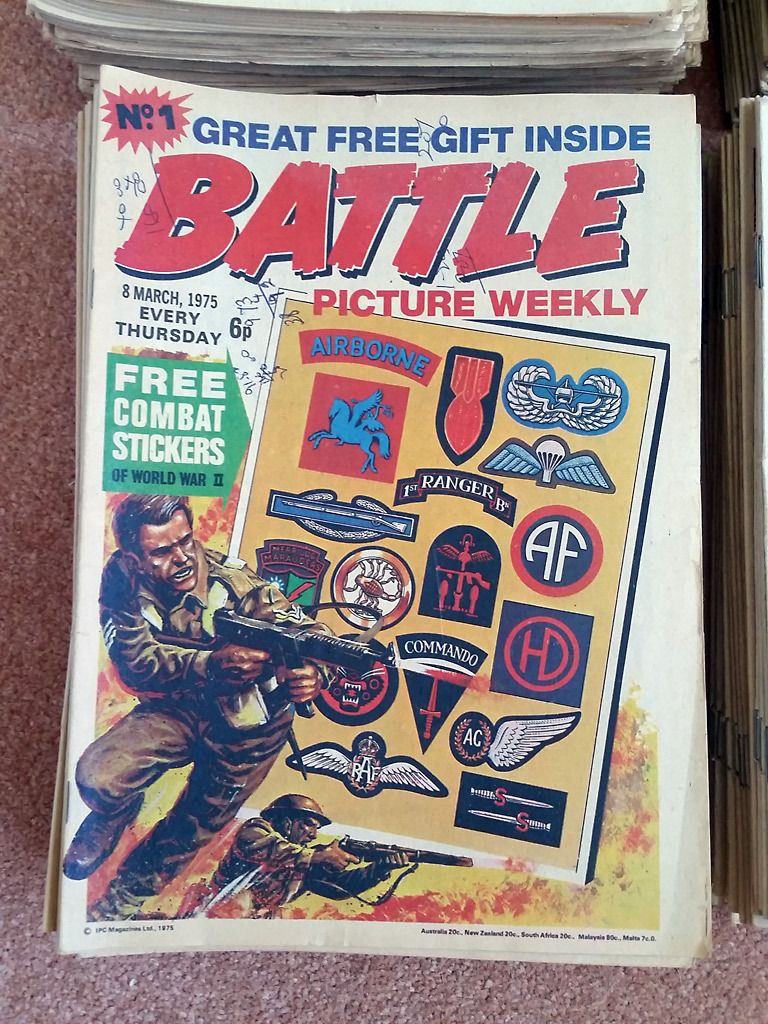 Nº1
GREAT FREE GIFT INSIDE
BATTLE
PICTURE WEEKLY
8 MARCH, 1975
EVERY
THURSDAY 6p
FREE
COMBAT
STICKERS
OF WORLD WAR II
AIRBORNE
1ST RANGER Bn
AF
MARAUDERS
HD
COMMANDO
AG
RAF
S
S
© IPC Magazines Ltd., 1975
Australia 20c., New Zealand 20c., South Africa 20c., Malaysia 80c., Malta 7c.0.